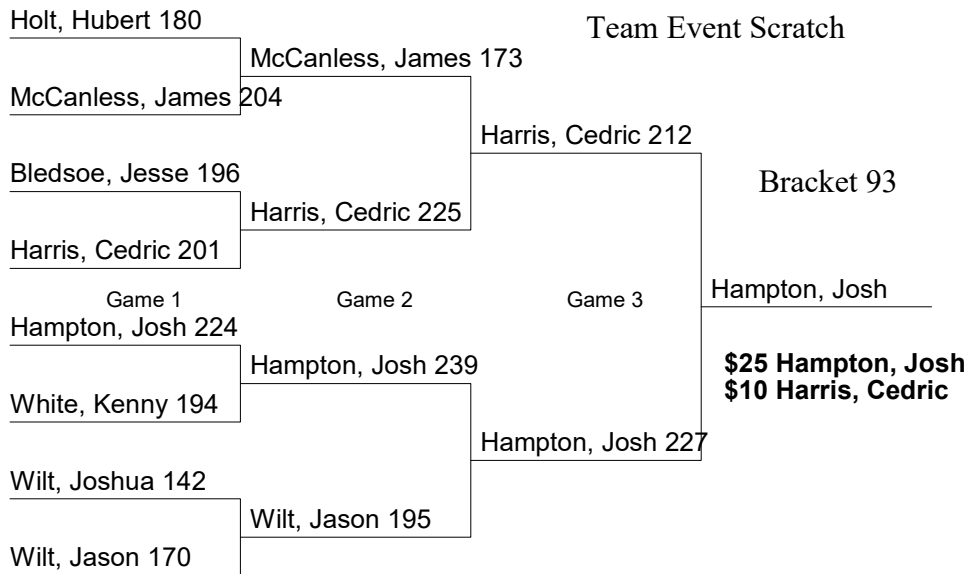 Holt, Hubert 180
Team Event Scratch
McCanless, James 173
McCanless, James 204
Harris, Cedric 212
Bledsoe, Jesse 196
Bracket 93
Harris, Cedric 225
Harris, Cedric 201
Game 1
Game 2
Game 3
Hampton, Josh
Hampton, Josh 224
Hampton, Josh 239
$25 Hampton, Josh
$10 Harris, Cedric
White, Kenny 194
Hampton, Josh 227
Wilt, Joshua 142
Wilt, Jason 195
Wilt, Jason 170